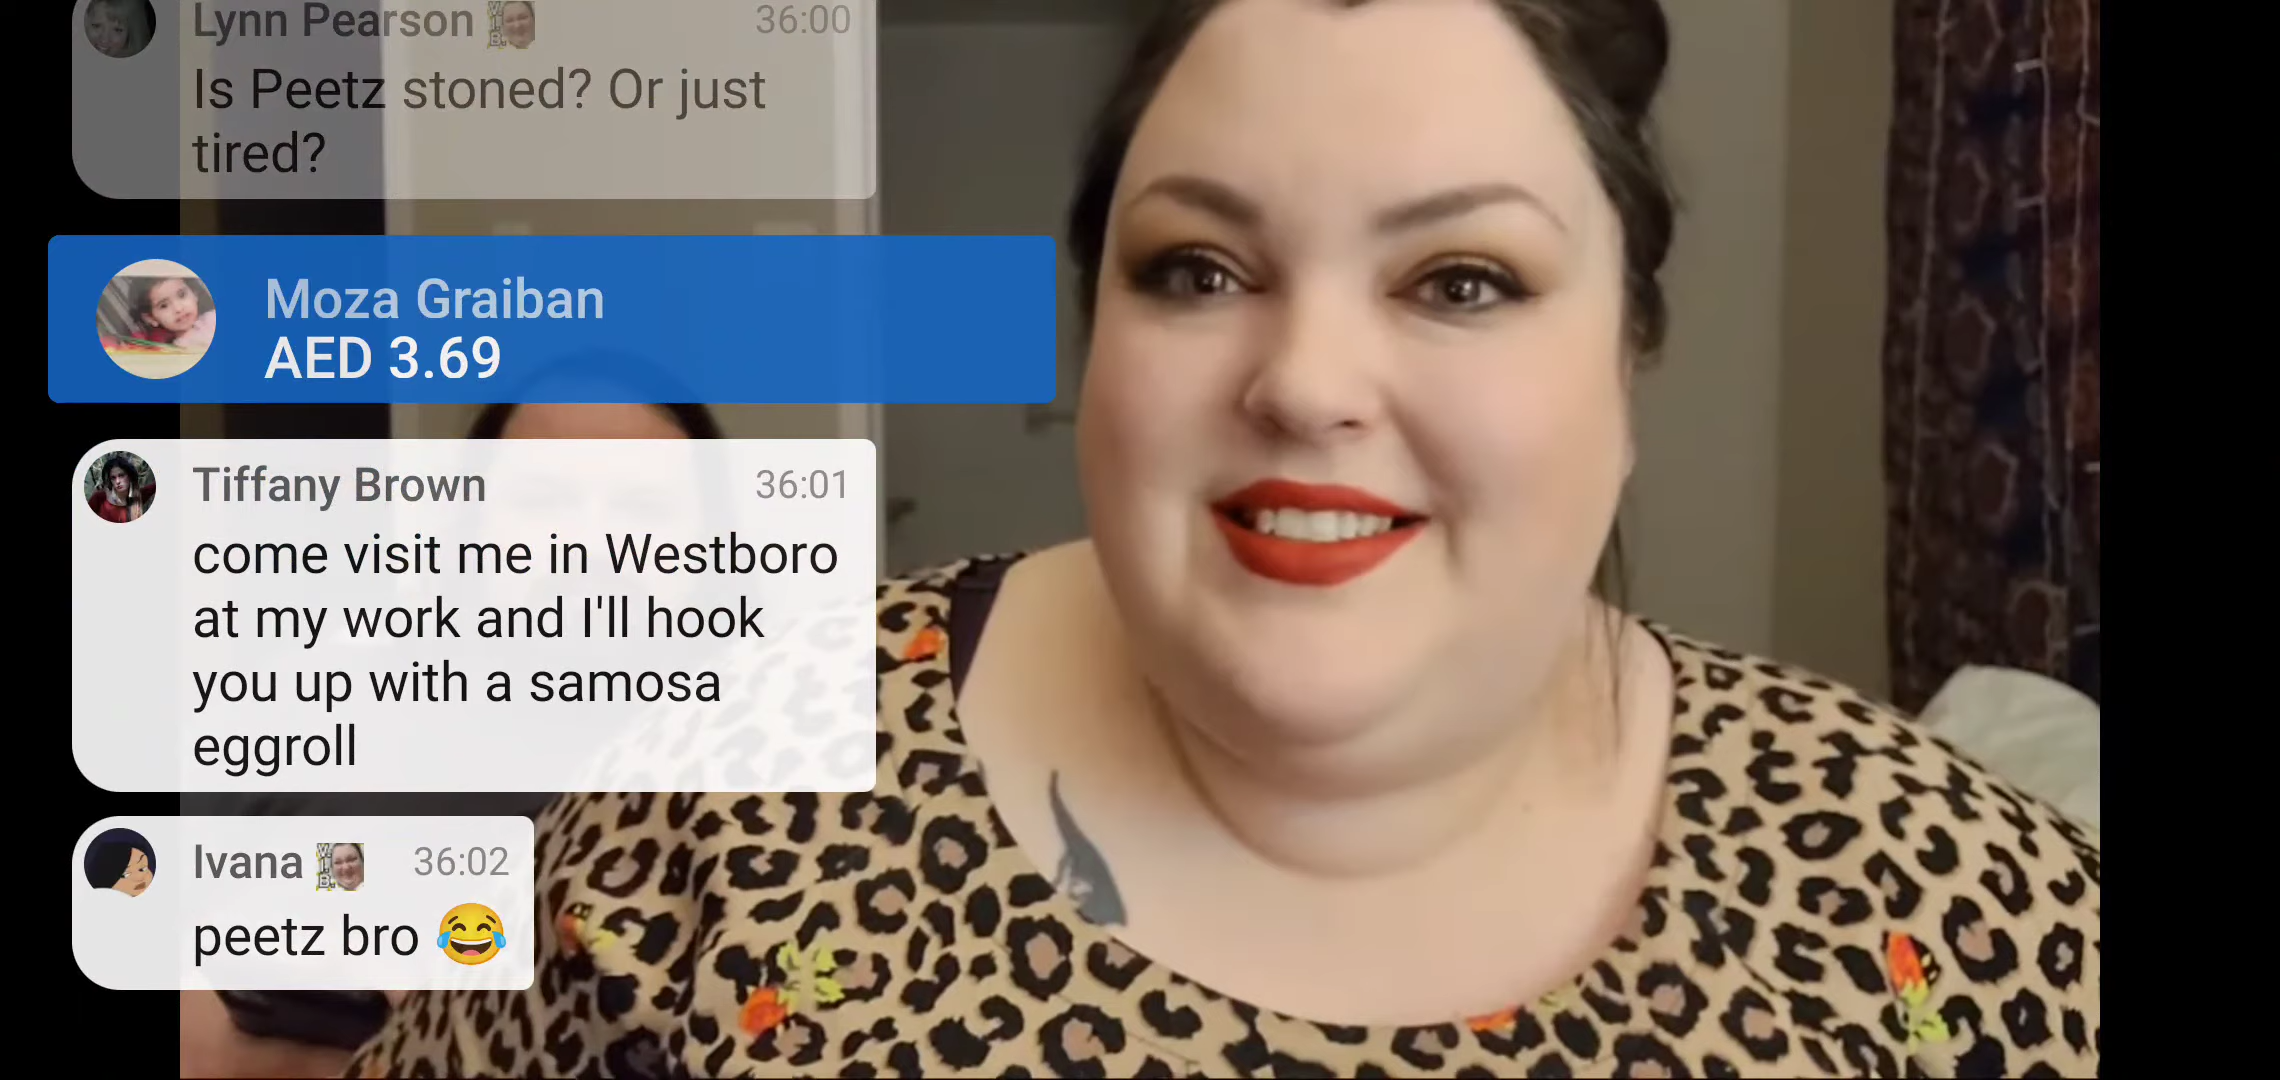 Lynn Pearson 36:00
Is Peetz stoned? Or just
tired?
Moza Graiban
AED 3.69
Tiffany Brown 36:01
come visit me in Westboro
at my work and I'll hook
you up with a samosa
eggroll
Ivana 36:02
peetz bro 😂